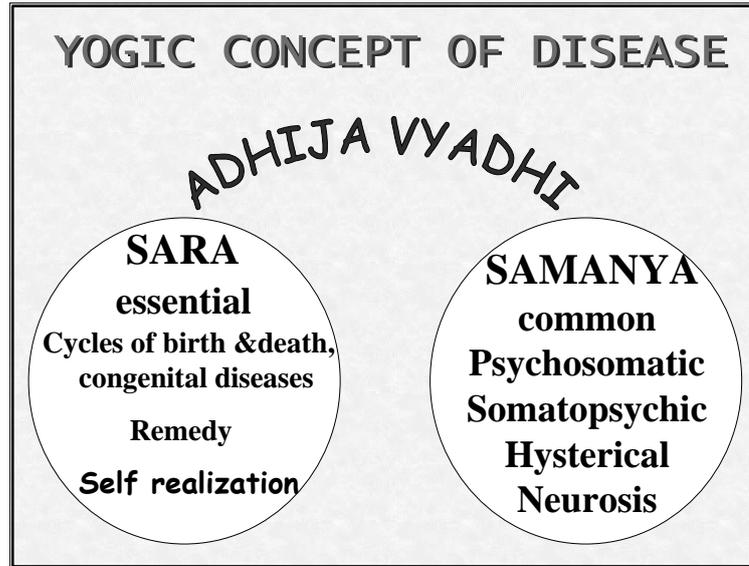 YOGIC CONCEPT OF DISEASE
ADHIJA VYADHI
SARA
essential
Cycles of birth &death,
congenital diseases
Remedy
Self realization
SAMANYA
common
Psychosomatic
Somatopsychic
Hysterical
Neurosis